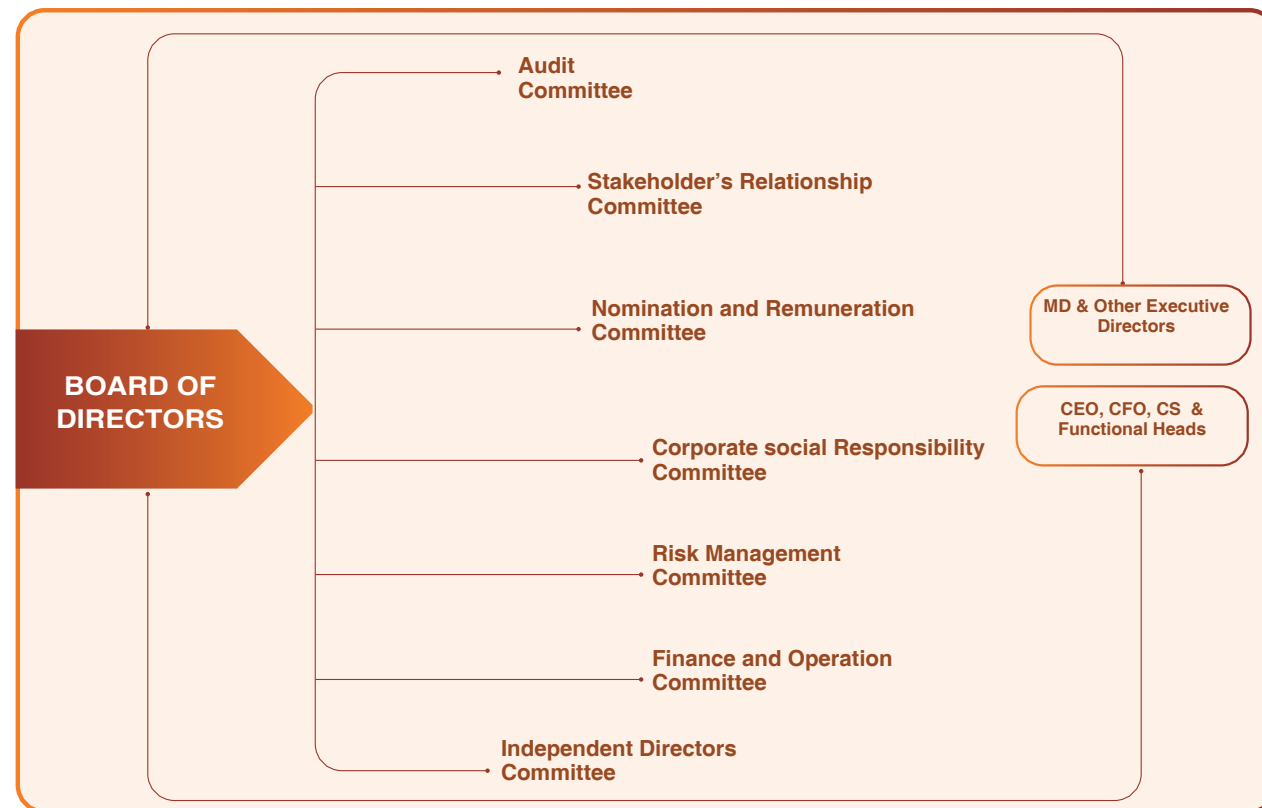 Audit
Committee
Stakeholder’s Relationship
Committee
Nomination and Remuneration
Committee
MD & Other Executive
Directors
BOARD OF
DIRECTORS
CEO, CFO, CS &
Functional Heads
Corporate social Responsibility
Committee
Risk Management
Committee
Finance and Operation
Committee
Independent Directors
Committee